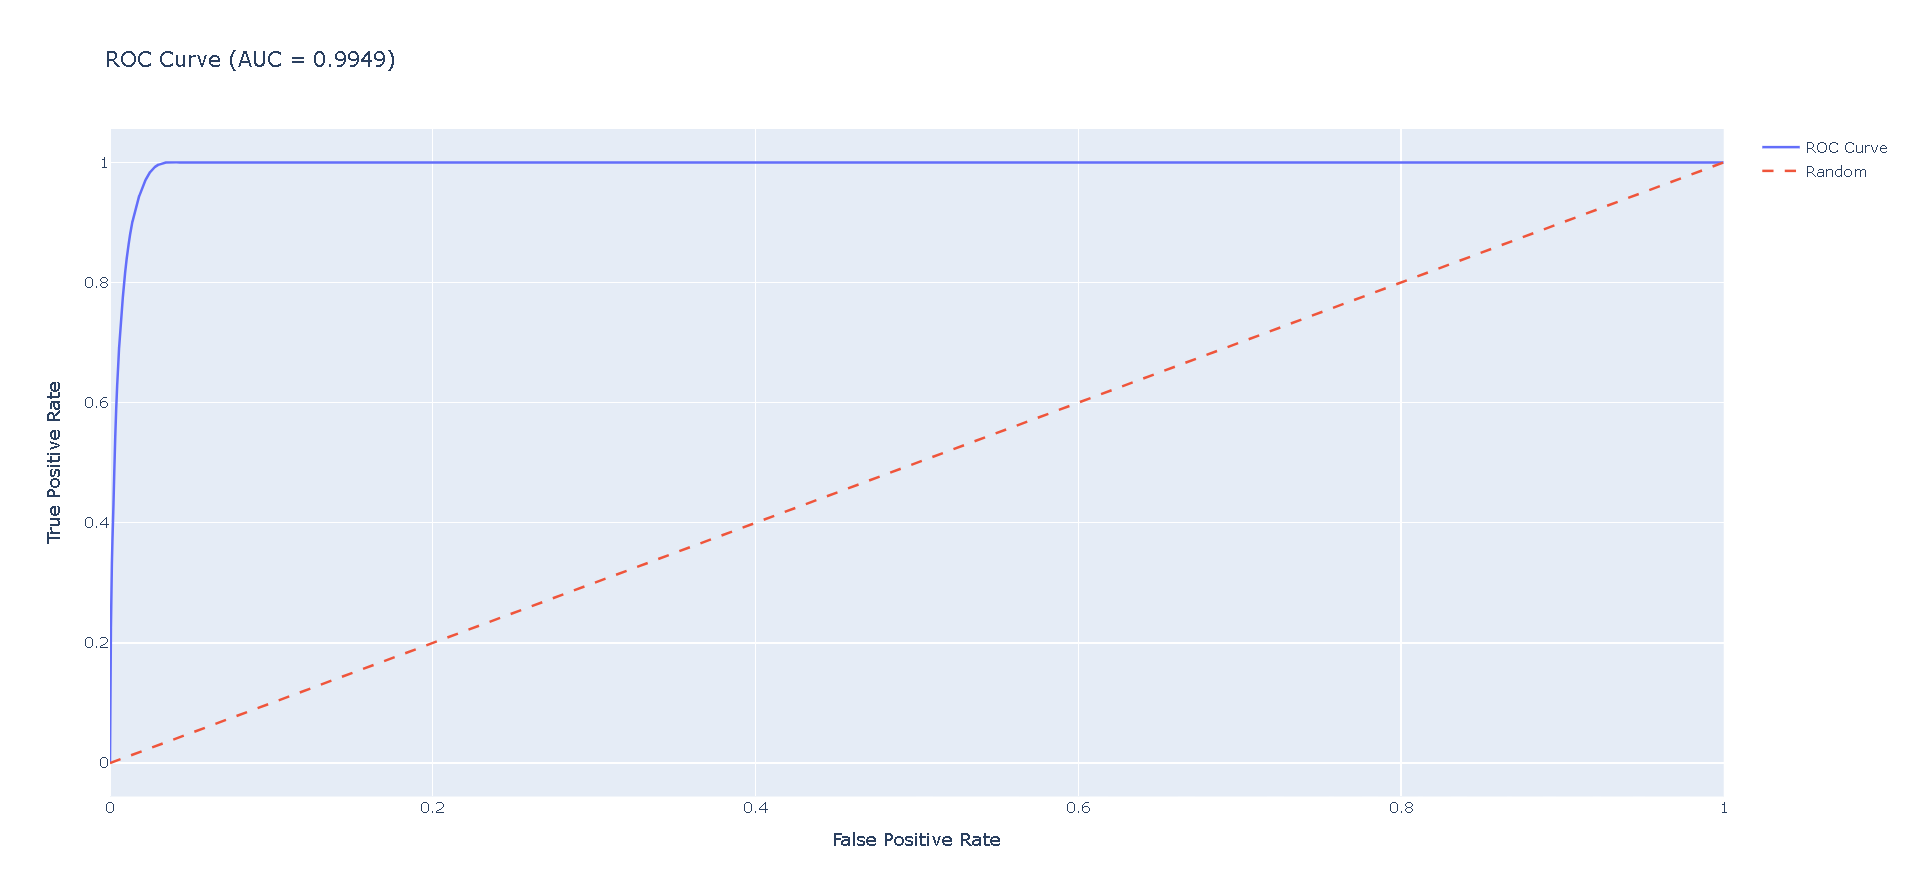 ROC Curve (AUC = 0.9949)
ROC Curve
Random
True Positive Rate
1
0.8
0.6
0.4
0.2
0
0
0.2
0.4
0.6
0.8
1
False Positive Rate